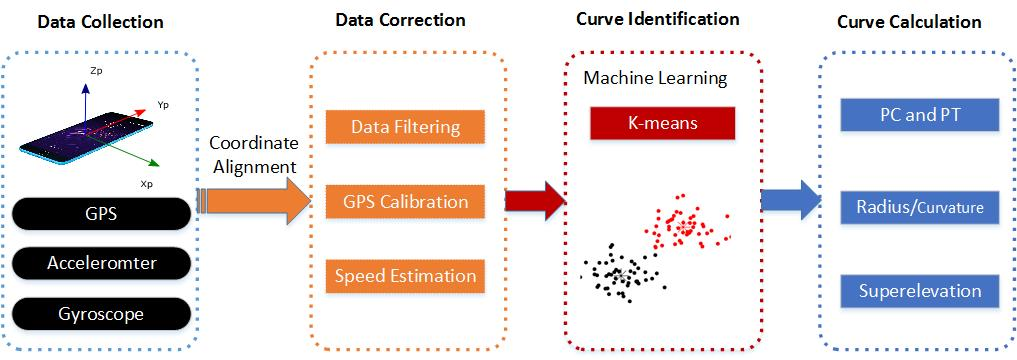 Data Collection
Zp
Yp
Xp
GPS
Acceleromter
Gyroscope
Coordinate
Alignment
Data Correction
Data Filtering
GPS Calibration
Speed Estimation
Curve Identification
Machine Learning
K-means
Curve Calculation
PC and PT
Radius/Curvature
Superelevation